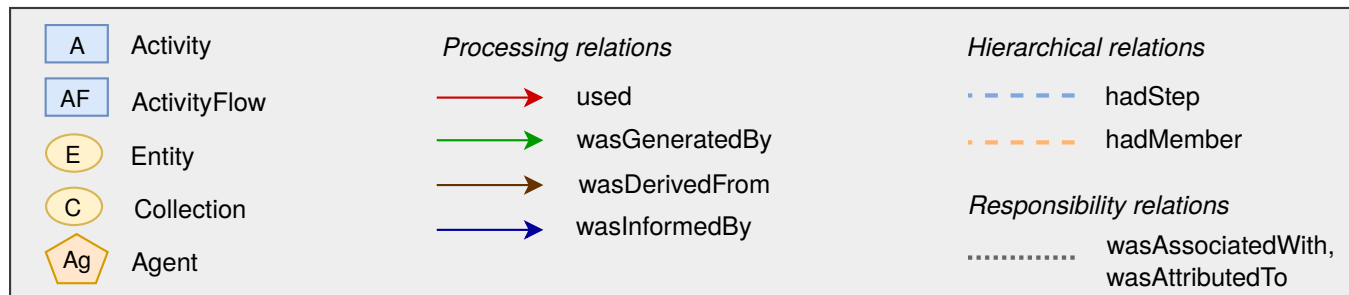 A Activity
AF ActivityFlow
E Entity
C Collection
Ag Agent
Processing relations
used
wasGeneratedBy
wasDerivedFrom
wasInformedBy
Hierarchical relations
hadStep
hadMember
Responsibility relations
wasAssociatedWith,
wasAttributedTo